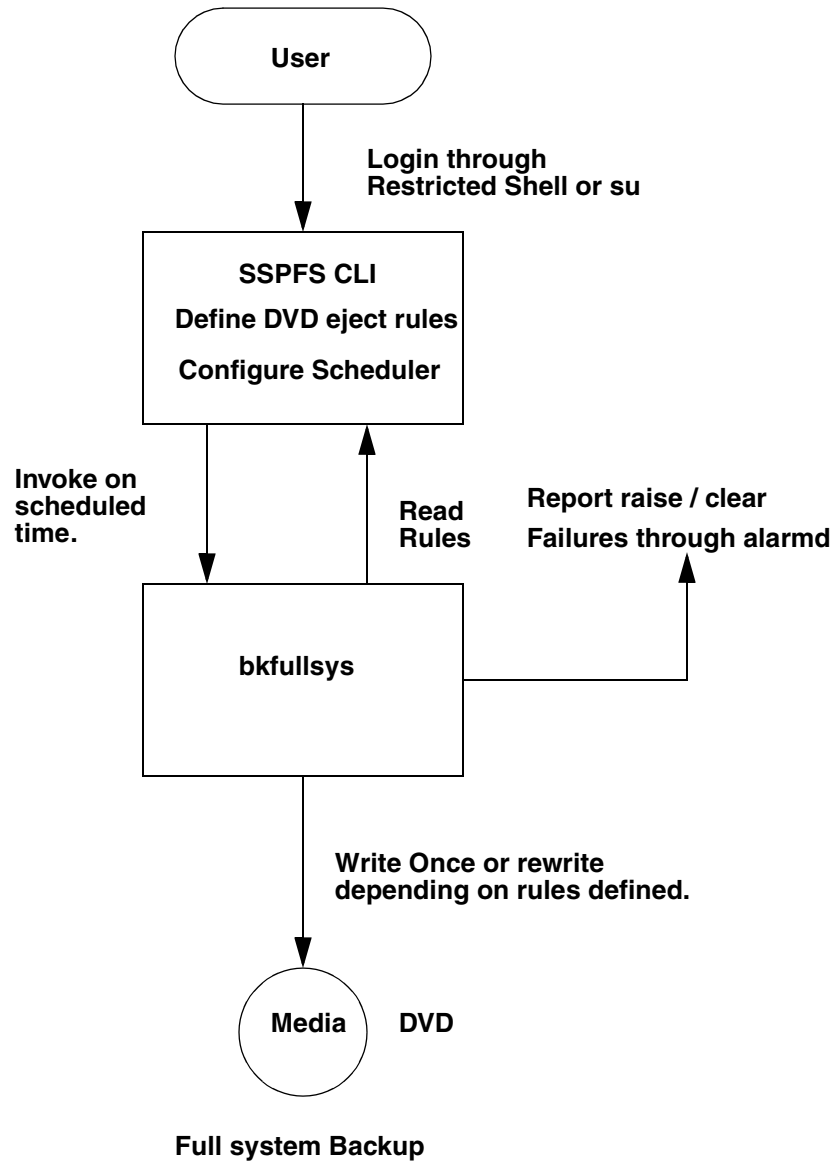 User
Login through
Restricted Shell or su
SSPFS CLI
Define DVD eject rules
Configure Scheduler
Invoke on
scheduled
time.
Read
Rules
Report raise / clear
Failures through alarmd
bkfullsys
Write Once or rewrite
depending on rules defined.
Media
DVD
Full system Backup